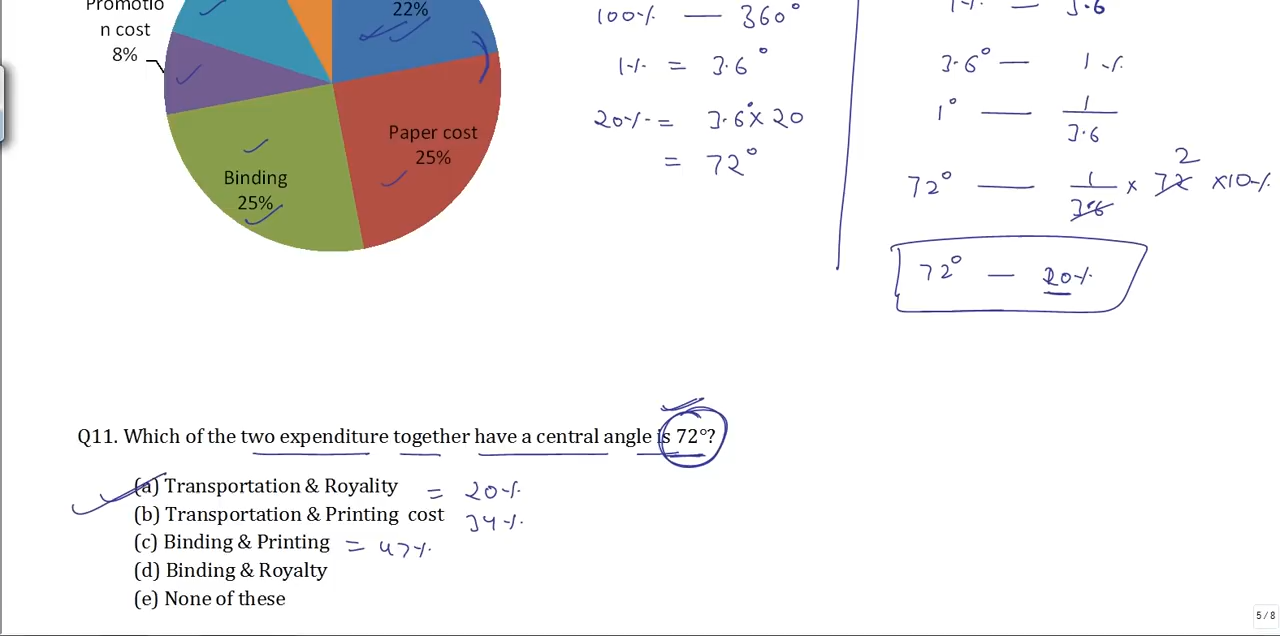 Promotio
n cost
8%
22%
Paper cost
25%
Binding
25%
100% — 360°
1% = 3.6°
20% = 3.6° × 20
= 72°
3.6° — 1%
1° — 1/3.6
72° — 1/3.6 × 72 2 × 10%
72° — 20%
Q11. Which of the two expenditure together have a central angle is 72°?
(a) Transportation & Royality = 20%
(b) Transportation & Printing cost 34%
(c) Binding & Printing = 47%
(d) Binding & Royalty
(e) None of these
5 / 8